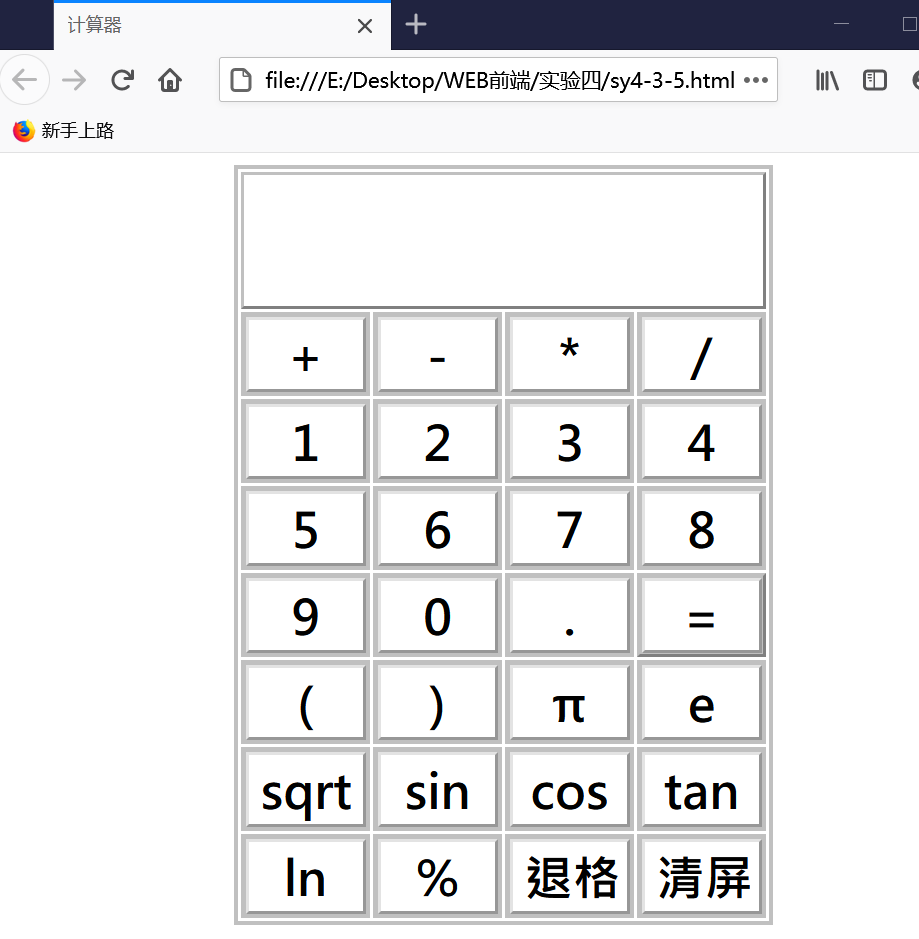 计算器
file:///E:/Desktop/WEB前端/实验四/sy4-3-5.html
新手上路
+ - * /
1 2 3 4
5 6 7 8
9 0 . =
( ) π e
sqrt sin cos tan
ln % 退格 清屏